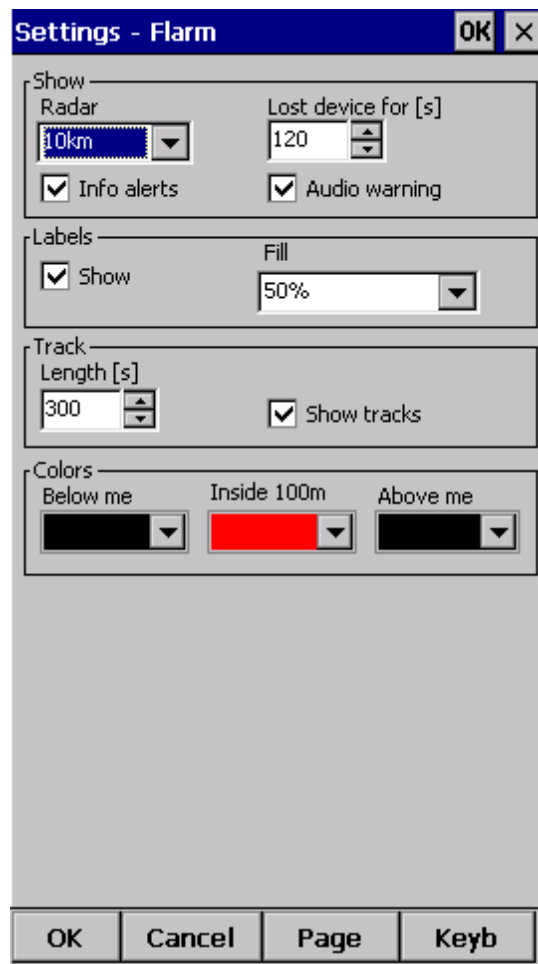 Settings - Flarm OK ×
Show
Radar Lost device for [s]
10km 120
Info alerts Audio warning
Labels
Fill
Show
50%
Track
Length [s]
300 Show tracks
Colors
Below me Inside 100m Above me
OK Cancel Page Keyb